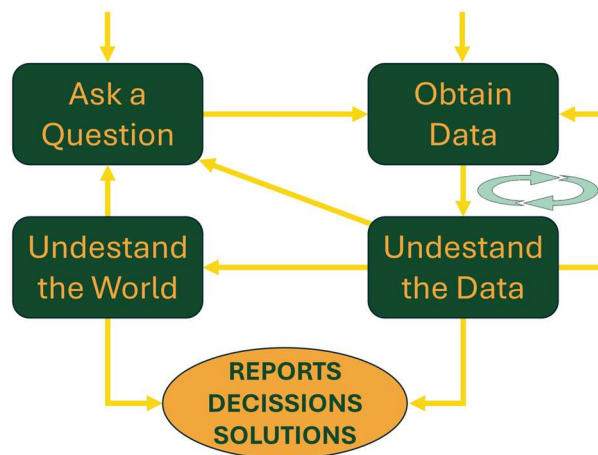 Ask a
Question
Obtain
Data
Undestand
the World
Undestand
the Data
REPORTS
DECISSIONS
SOLUTIONS